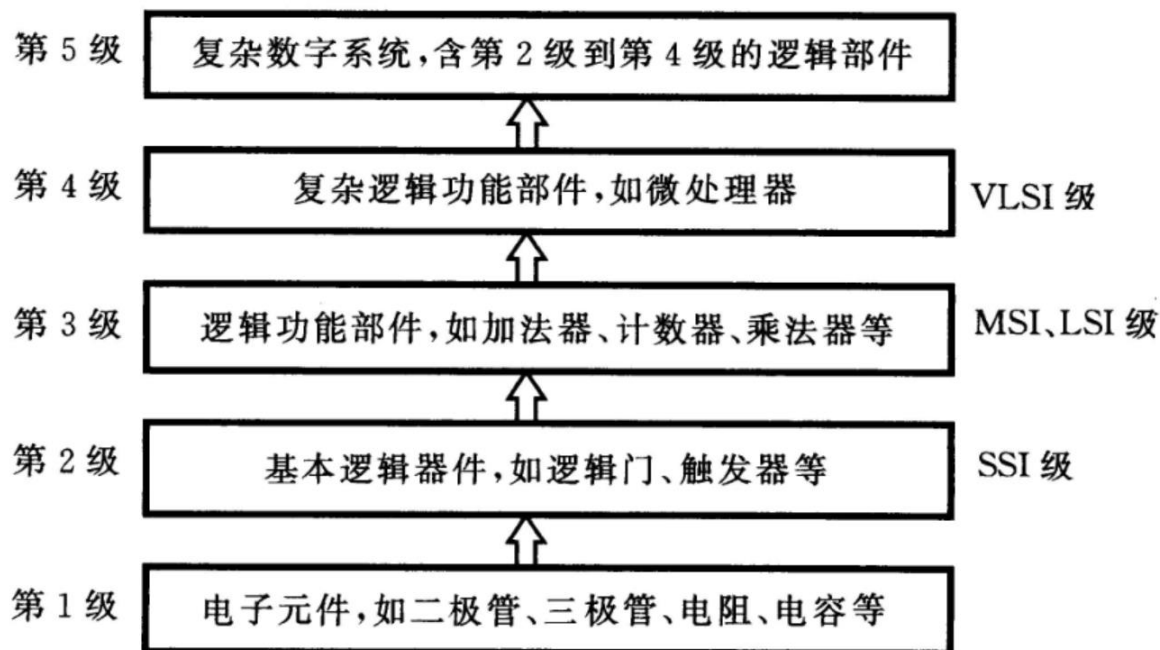 第 5 级 复杂数字系统,含第 2 级到第 4 级的逻辑部件
第 4 级 复杂逻辑功能部件,如微处理器 VLSI 级
第 3 级 逻辑功能部件,如加法器、计数器、乘法器等 MSI、LSI 级
第 2 级 基本逻辑器件,如逻辑门、触发器等 SSI 级
第 1 级 电子元件,如二极管、三极管、电阻、电容等